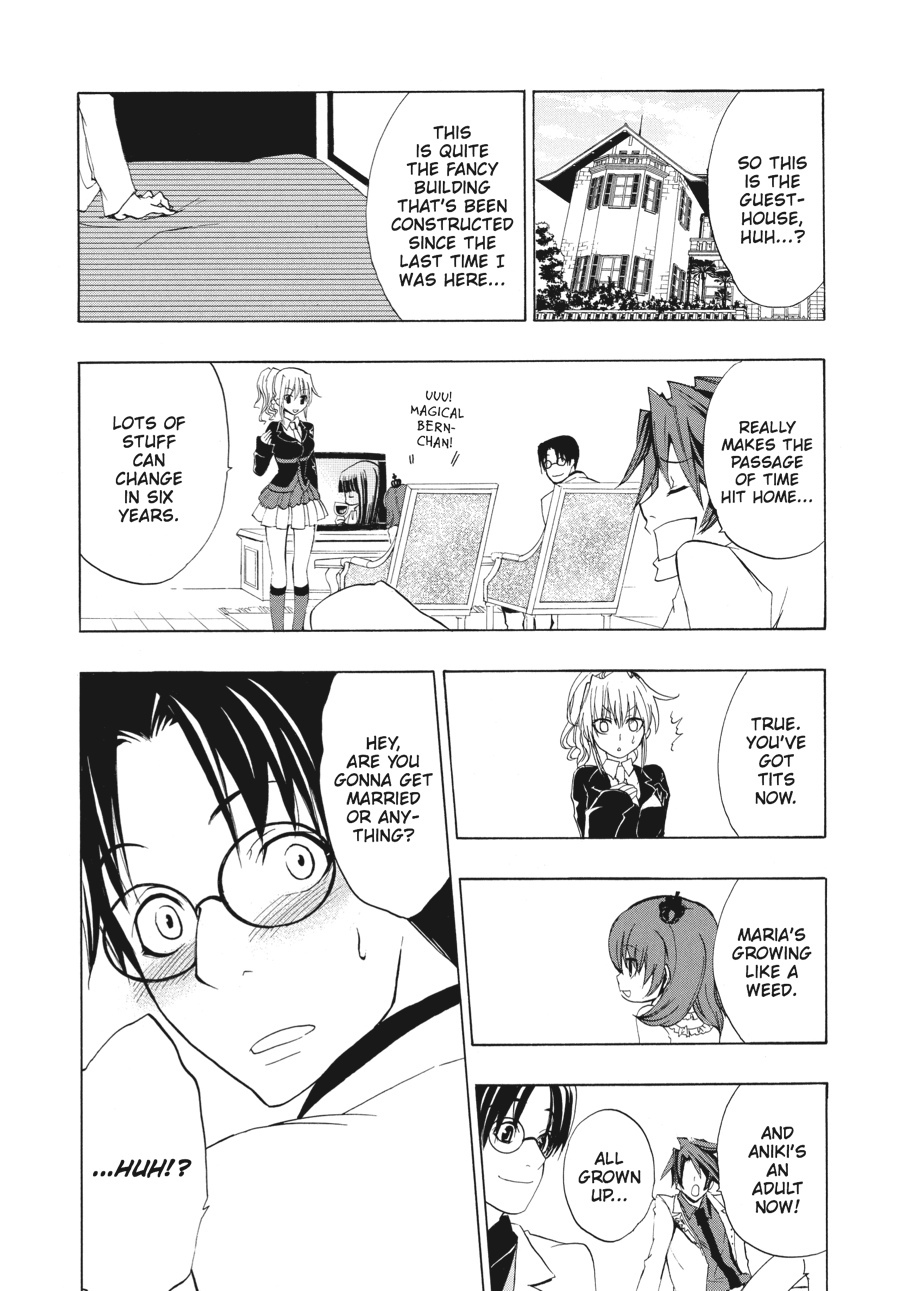 SO THIS
IS THE
GUEST-
HOUSE,
HUH...?
THIS
IS QUITE
THE FANCY
BUILDING
THAT'S BEEN
CONSTRUCTED
SINCE THE
LAST TIME I
WAS HERE...
REALLY
MAKES THE
PASSAGE
OF TIME
HIT HOME...
UUU!
MAGICAL
BERN-
CHAN!
LOTS OF
STUFF
CAN
CHANGE
IN SIX
YEARS.
TRUE.
YOU'VE
GOT
TITS
NOW.
MARIA'S
GROWING
LIKE A
WEED.
AND
ANIKI'S
AN
ADULT
NOW!
ALL
GROWN
UP...
HEY,
ARE YOU
GONNA GET
MARRIED
OR ANY-
THING?
...HUH!?